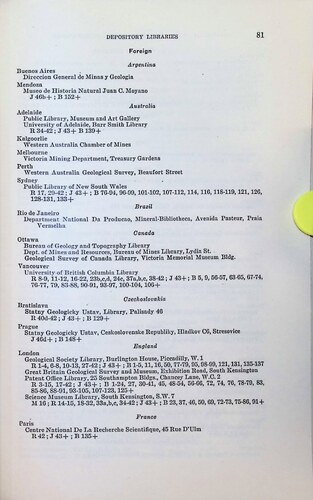 DEPOSITORY LIBRARIES 81
Foreign
Argentina
Buenos Aires
Direccion General de Minas y Geologia
Mendoza
Museo de Historia Natural Juan C. Moyano
J 46b+; B 132+
Australia
Adelaide
Public Library, Museum and Art Gallery
University of Adelaide, Barr Smith Library
R 34-42; J 43+ B 139+
Kalgoorlie
Western Australia Chamber of Mines
Melbourne
Victoria Mining Department, Treasury Gardens
Perth
Western Australia Geological Survey, Beaufort Street
Sydney
Public Library of New South Wales
R 17, 29-42; J 43+; B 76-94, 96-99, 101-102, 107-112, 114, 116, 118-119, 121, 126,
128-131, 133+
Brasil
Rio de Janeiro
Department National Da Producao, Mineral-Bibliotheca, Avenida Pasteur, Praia
Vermelha
Canada
Ottawa
Bureau of Geology and Topography Library
Dept. of Mines and Resources, Bureau of Mines Library, Lydia St.
Geological Survey of Canada Library, Victoria Memorial Museum Bldg.
Vancouver
University of British Columbia Library
R 8-9, 11-12, 16-22, 23b,c,d, 24c, 37a,b,c, 38-42; J 43+; B 5, 9, 56-57, 63-65, 67-74,
76-77, 79, 83-88, 90-91, 93-97, 100-104, 106+
Czechoslovakia
Bratislava
Statny Geologicky Ustav, Library, Palisady 46
R 40d-42; J 43+; B 129+
Prague
Statny Geologicky Ustav, Ceskoslovenske Republiky, Hladkov C6, Stresovice
J 40d+; B 148+
England
London
Geological Society Library, Burlington House, Piccadilly, W. 1
R 1-4, 6-8, 10-13, 27-42; J 43+; B 1-5, 11, 16, 50, 77-79, 95, 98-99, 121, 131, 135-137
Great Britain Geological Survey and Museum, Exhibition Road, South Kensington
Patent Office Library, 25 Southampton Bldgs., Chancery Lane, W.C. 2
R 3-15, 17-42; J 43+; B 1-24, 27, 30-41, 45, 48-54, 56-66, 72, 74, 76, 78-79, 83,
85-86, 88-91, 93-105, 107-123, 125+
Science Museum Library, South Kensington, S.W. 7
M 16; R 14-15, 18-32, 33a,b,c, 34-42; J 43+; B 23, 37, 46, 50, 69, 72-73, 75-86, 91+
France
Paris
Centre National De La Recherche Scientifique, 45 Rue D'Ulm
R 42; J 43+; B 135+